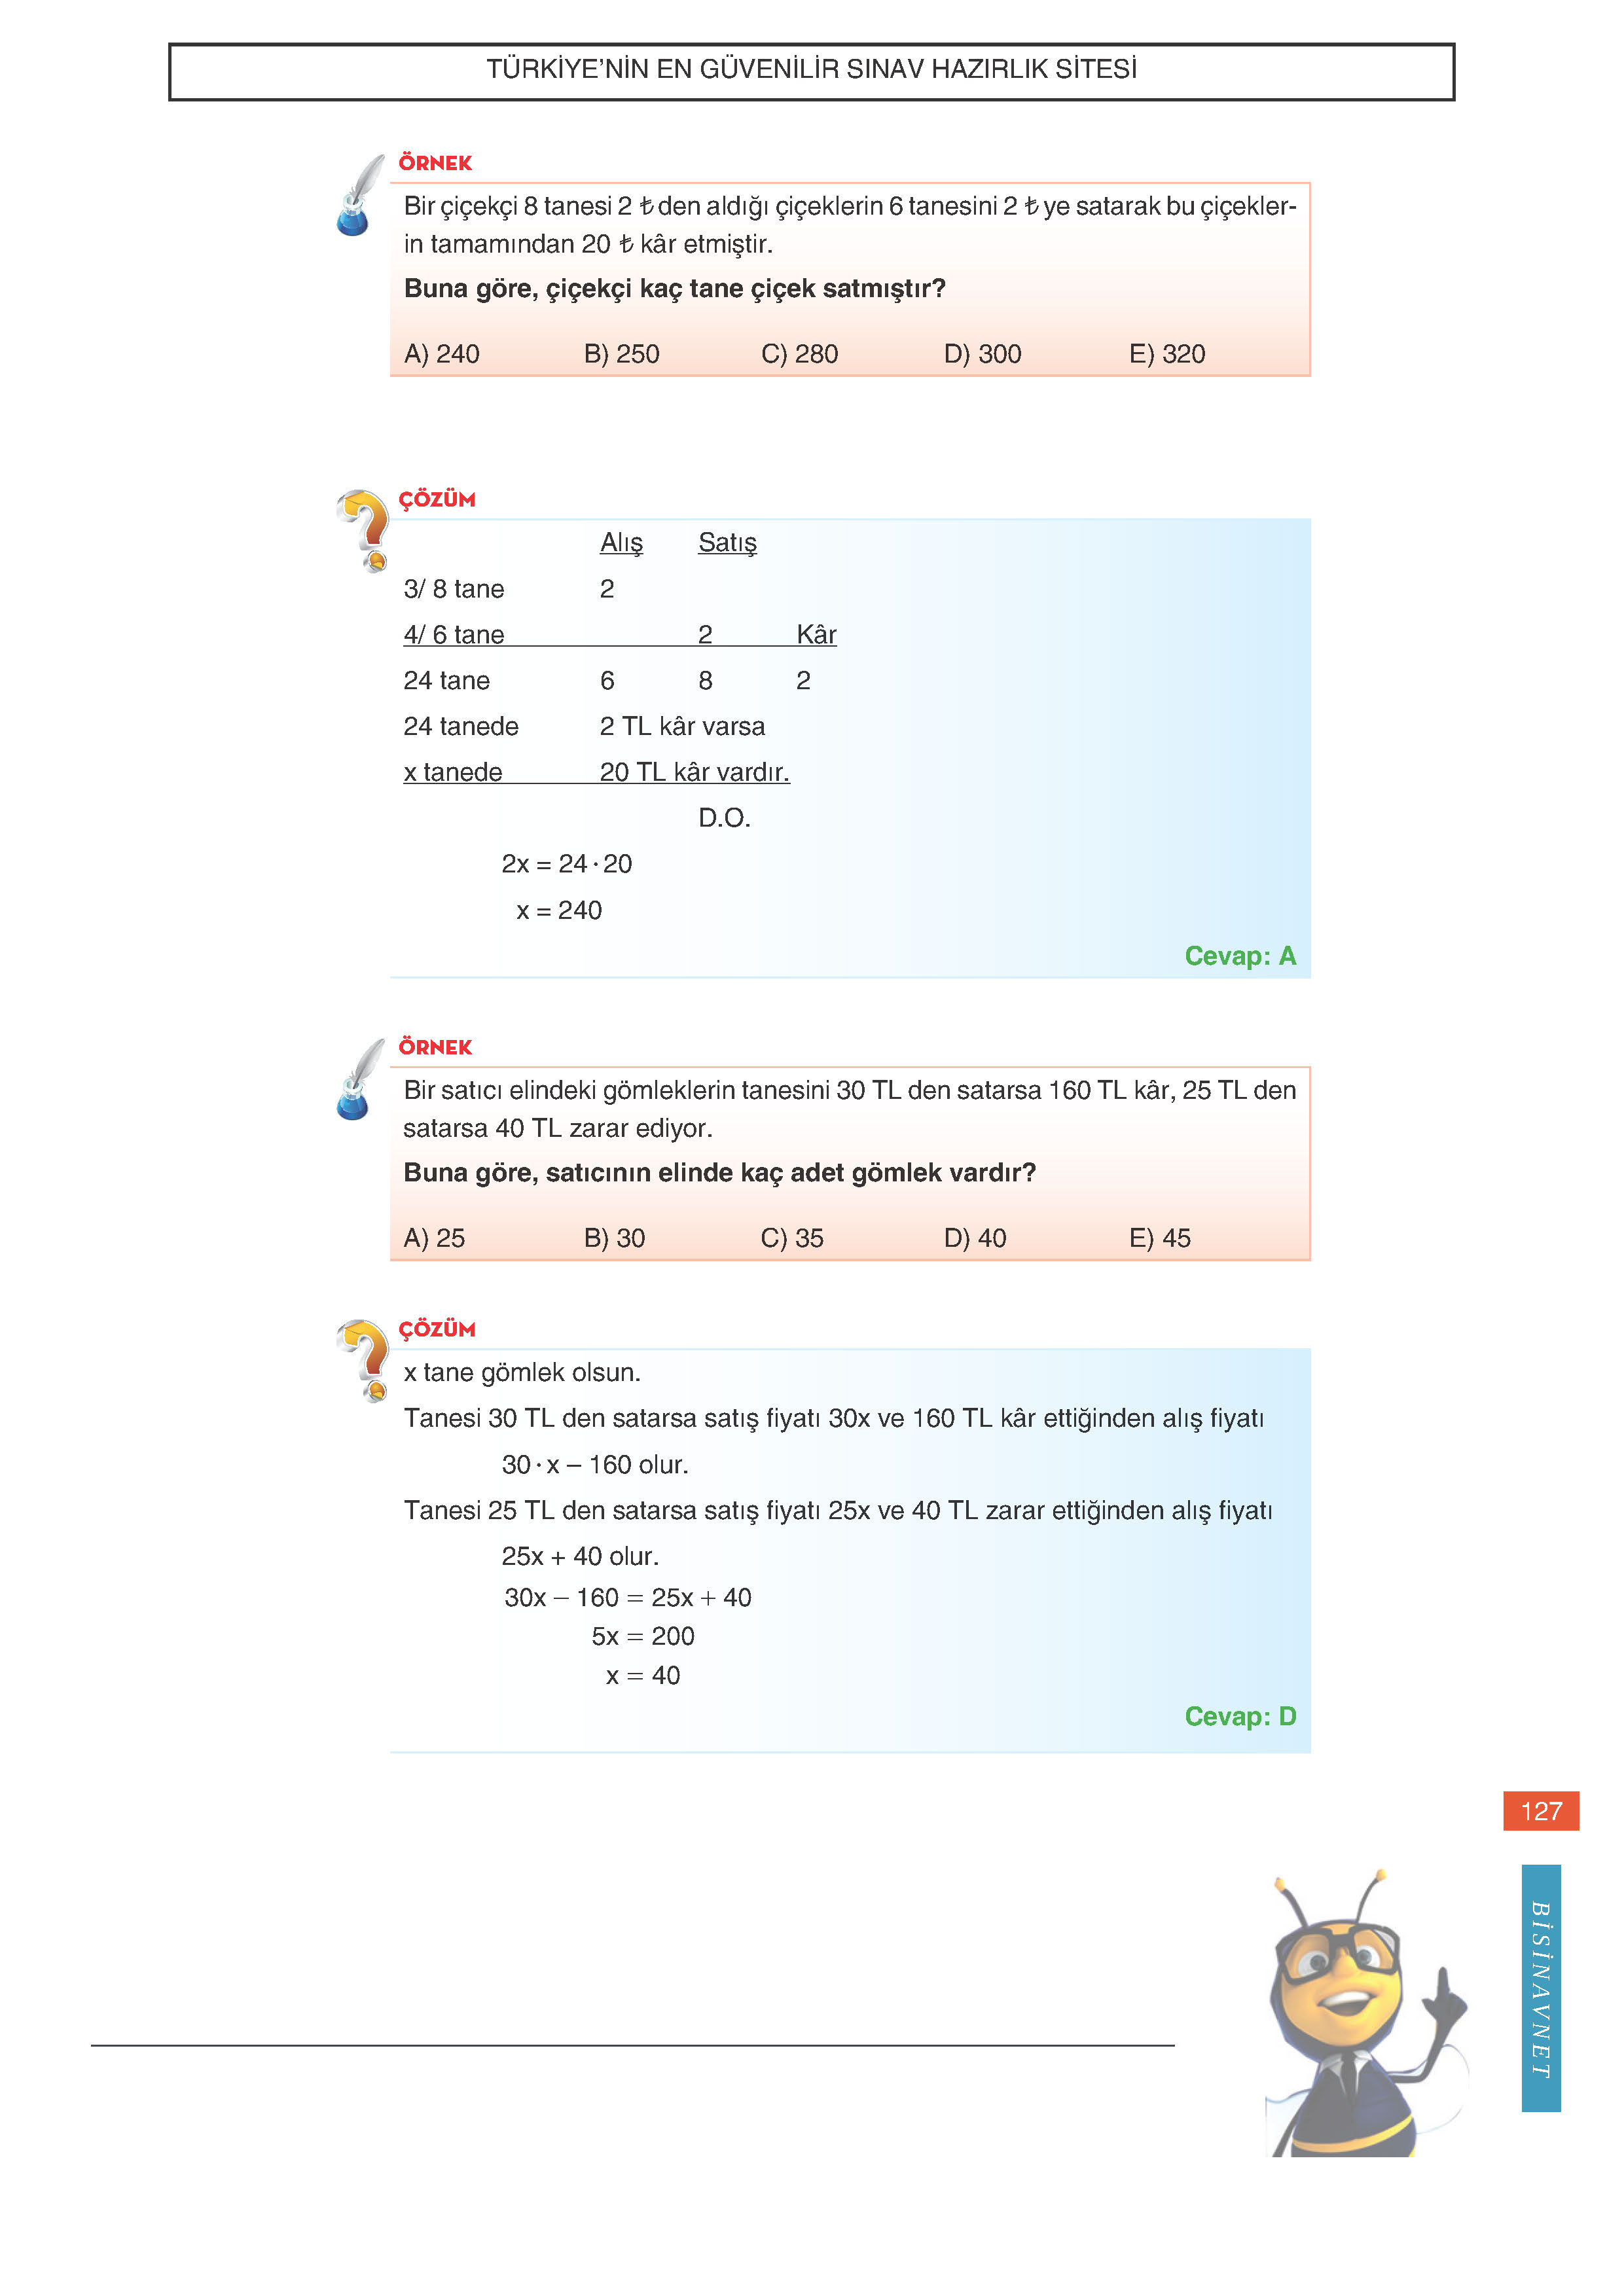 TÜRKİYE’NİN EN GÜVENİLİR SINAV HAZIRLIK SİTESİ
ÖRNEK
Bir çiçekçi 8 tanesi 2 ₺ den aldığı çiçeklerin 6 tanesini 2 ₺ ye satarak bu çiçekler-
in tamamından 20 ₺ kâr etmiştir.
Buna göre, çiçekçi kaç tane çiçek satmıştır?
A) 240 B) 250 C) 280 D) 300 E) 320
ÇÖZÜM
Alış Satış
3/ 8 tane 2
4/ 6 tane 2 Kâr
24 tane 6 8 2
24 tanede 2 TL kâr varsa
x tanede 20 TL kâr vardır.
D.O.
2x = 24 · 20
x = 240
Cevap: A
ÖRNEK
Bir satıcı elindeki gömleklerin tanesini 30 TL den satarsa 160 TL kâr, 25 TL den
satarsa 40 TL zarar ediyor.
Buna göre, satıcının elinde kaç adet gömlek vardır?
A) 25 B) 30 C) 35 D) 40 E) 45
ÇÖZÜM
x tane gömlek olsun.
Tanesi 30 TL den satarsa satış fiyatı 30x ve 160 TL kâr ettiğinden alış fiyatı
30 · x – 160 olur.
Tanesi 25 TL den satarsa satış fiyatı 25x ve 40 TL zarar ettiğinden alış fiyatı
25x + 40 olur.
30x – 160 = 25x + 40
5x = 200
x = 40
Cevap: D
127
BİSİNAVNET